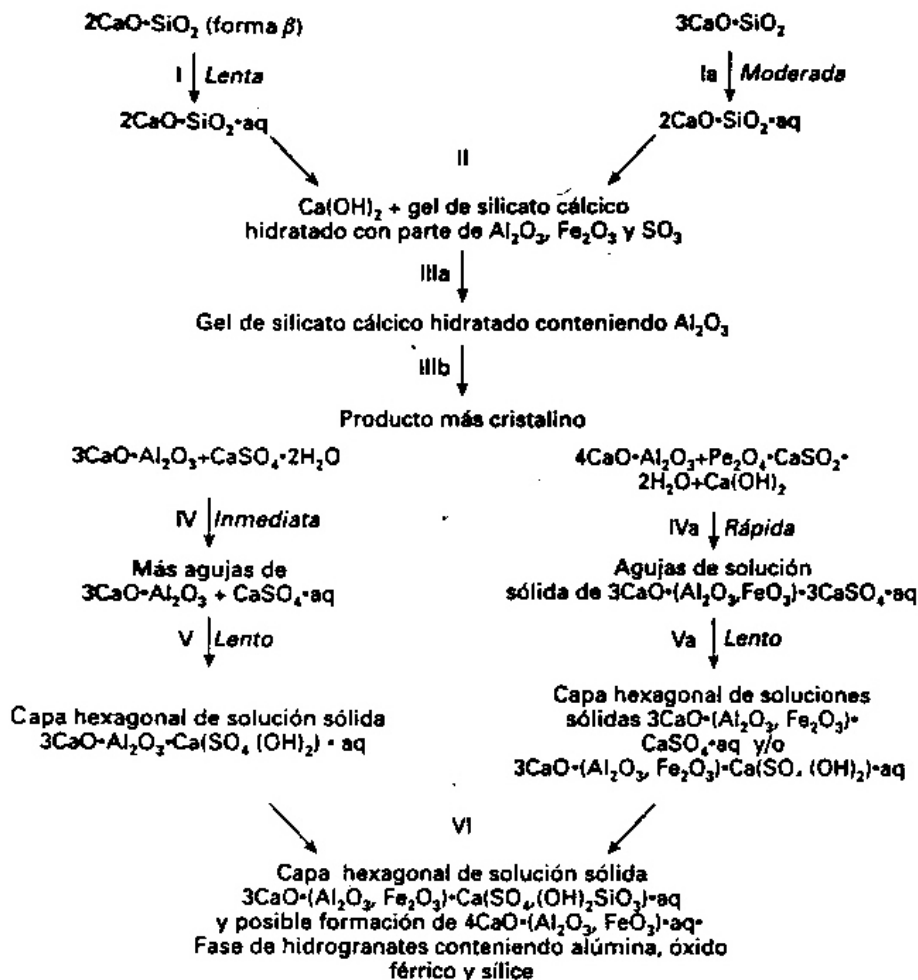 2CaO•SiO₂ (forma β)
3CaO•SiO₂
I Lenta
Ia Moderada
2CaO•SiO₂•aq
2CaO•SiO₂•aq
II
Ca(OH)₂ + gel de silicato cálcico
hidratado con parte de Al₂O₃, Fe₂O₃ y SO₃
IIIa
Gel de silicato cálcico hidratado conteniendo Al₂O₃
IIIb
Producto más cristalino
3CaO•Al₂O₃+CaSO₄•2H₂O
4CaO•Al₂O₃+Pe₂O₄•CaSO₂•
2H₂O+Ca(OH)₂
IV Inmediata
IVa Rápida
Más agujas de
3CaO•Al₂O₃ + CaSO₄•aq
Agujas de solución
sólida de 3CaO•(Al₂O₃,FeO₃)•3CaSO₄•aq
V Lento
Va Lento
Capa hexagonal de solución sólida
3CaO•Al₂O₃•Ca(SO₄ (OH)₂) • aq
Capa hexagonal de soluciones
sólidas 3CaO•(Al₂O₃, Fe₂O₃)•
CaSO₄•aq y/o
3CaO•(Al₂O₃, Fe₂O₃)•Ca(SO. (OH)₂)•aq
VI
Capa hexagonal de solución sólida
3CaO•(Al₂O₃, Fe₂O₃)•Ca(SO₄,(OH)₂SiO₃)•aq
y posible formación de 4CaO•(Al₂O₃, FeO₃)•aq•
Fase de hidrogranates conteniendo alúmina, óxido
férrico y sílice